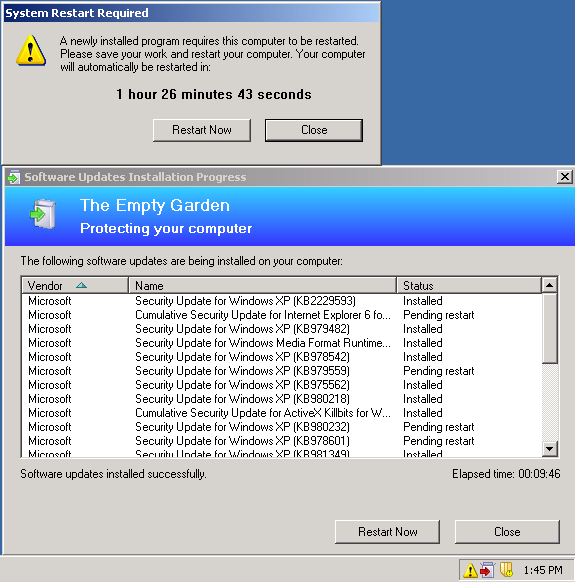 System Restart Required
A newly installed program requires this computer to be restarted.
Please save your work and restart your computer. Your computer
will automatically be restarted in:
1 hour 26 minutes 43 seconds
Restart Now Close
Software Updates Installation Progress
The Empty Garden
Protecting your computer
The following software updates are being installed on your computer:
Vendor Name Status
Microsoft Security Update for Windows XP (KB2229593) Installed
Microsoft Cumulative Security Update for Internet Explorer 6 fo... Pending restart
Microsoft Security Update for Windows XP (KB979482) Installed
Microsoft Security Update for Windows Media Format Runtime... Installed
Microsoft Security Update for Windows XP (KB978542) Installed
Microsoft Security Update for Windows XP (KB979559) Pending restart
Microsoft Security Update for Windows XP (KB975562) Installed
Microsoft Security Update for Windows XP (KB980218) Installed
Microsoft Cumulative Security Update for ActiveX Killbits for W... Installed
Microsoft Security Update for Windows XP (KB980232) Pending restart
Microsoft Security Update for Windows XP (KB978601) Installed
Microsoft Security Update for Windows XP (KB981349) Installed
Software updates installed successfully. Elapsed time: 00:09:46
Restart Now Close
1:45 PM